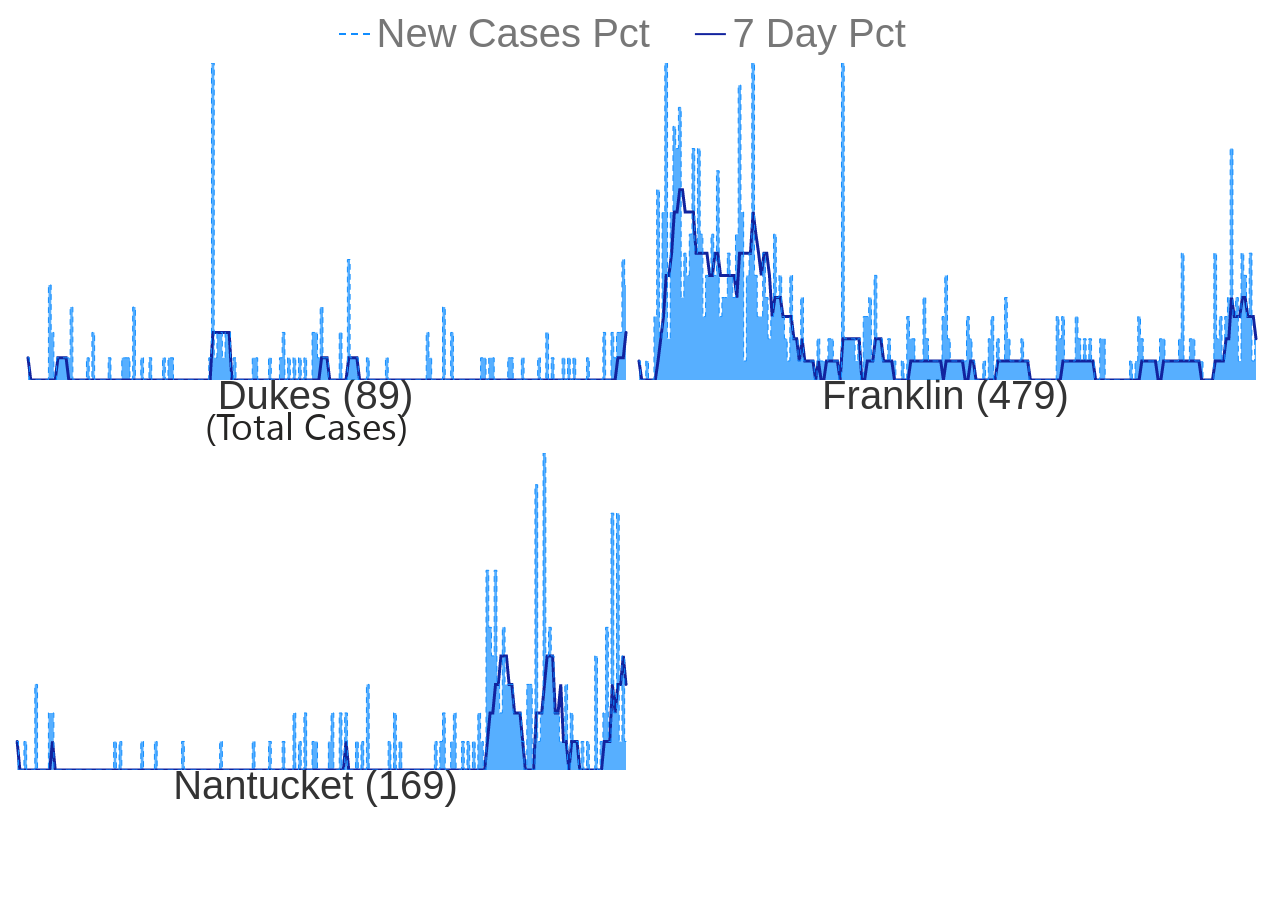 New Cases Pct 7 Day Pct
Dukes (89) Franklin (479)
(Total Cases)
Nantucket (169)